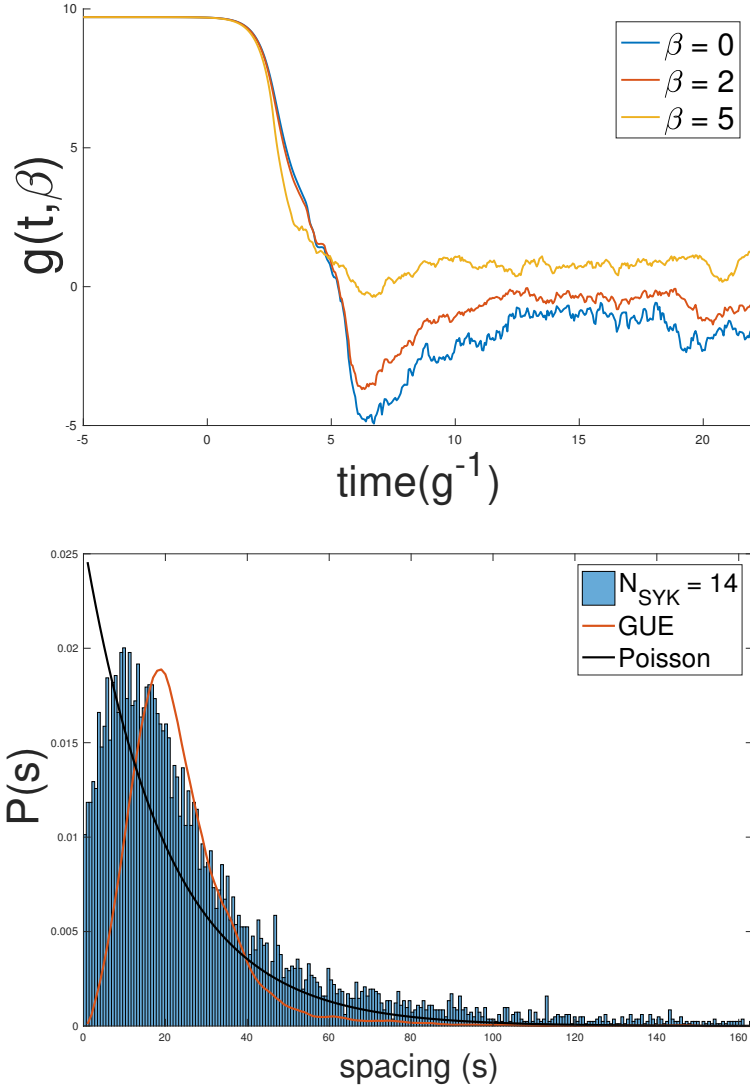 10
5
0
-5
g(t,β)
β = 0
β = 2
β = 5
-5 0 5 10 15 20
time(g⁻¹)
0.025
0.02
0.015
0.01
0.005
0
P(s)
N_SYK = 14
GUE
Poisson
0 20 40 60 80 100 120 140 160
spacing (s)